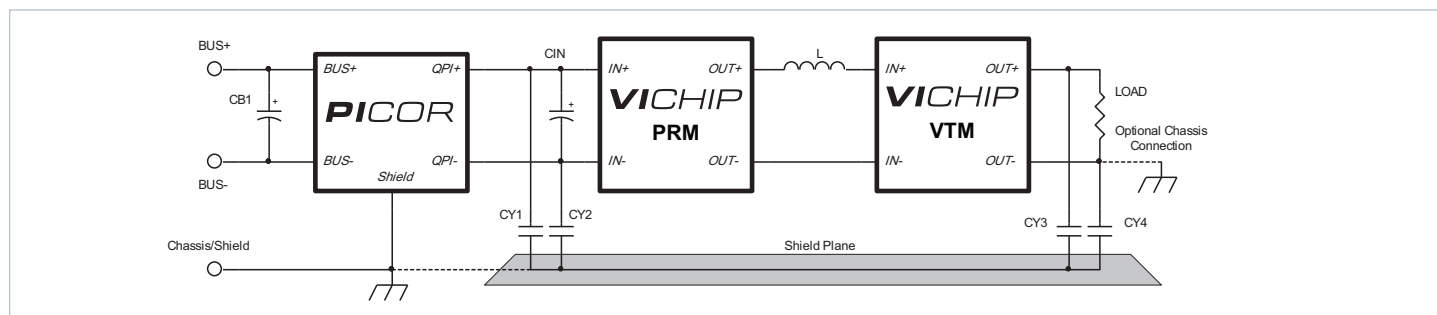 BUS+
CB1
BUS-
Chassis/Shield
BUS+
QPI+
PICOR
BUS-
QPI-
Shield
CIN
CY1
CY2
IN+
OUT+
VICHIP
PRM
IN-
OUT-
L
IN+
OUT+
VICHIP
VTM
IN-
OUT-
LOAD
Optional Chassis
Connection
CY3
CY4
Shield Plane
+
+